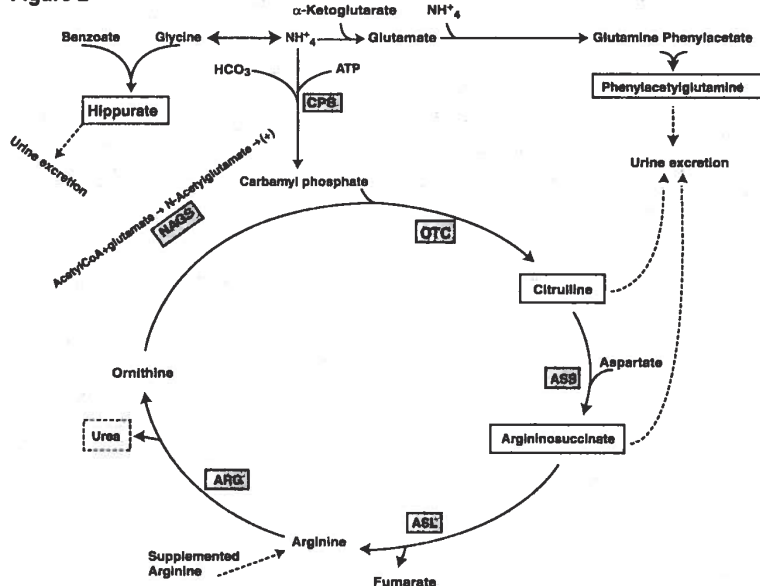 α-Ketoglutarate
NH⁺₄
Benzoate
Glycine
NH⁺₄
Glutamate
Glutamine Phenylacetate
HCO₃
ATP
CPS
Phenylacetylglutamine
Hippurate
Urine excretion
Urine excretion
AcetylCoA+glutamate → N-Acetylglutamate →(+)
NAGS
Carbamyl phosphate
OTC
Citrulline
Ornithine
Aspartate
ASS
Urea
Argininosuccinate
ARG
ASL
Arginine
Supplemented
Arginine
Fumarate